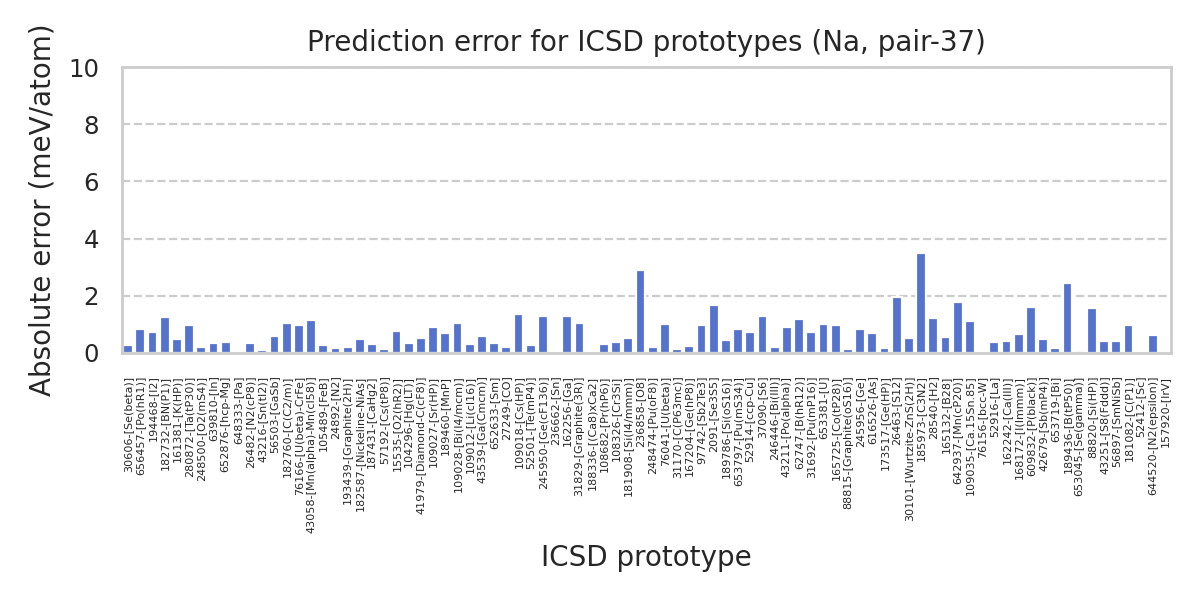 Prediction error for ICSD prototypes (Na, pair-37)
Absolute error (meV/atom)
10
8
6
4
2
0
306006-[Se(beta)]
656457-[Po(hR1)]
194468-[I2]
182732-[BN(P1)]
16381-[K(HP)]
280872-[Ta(tP30)]
248500-[O2(mS4)]
639810-[In]
652876-[hcp-Mg]
64833-[Pa]
26482-[N2(cP8)]
43216-[Sn(tI2)]
56503-[GaSb]
182760-[C(C2/m)]
76166-[U(beta)-CrFe]
43058-[Mn(alpha)-Mn(cI58)]
105489-[FeB]
24892-[N2]
193439-[Graphite(2H)]
182587-[Nickeline-NiAs]
187431-[CaHg2]
57192-[Cs(tP8)]
15535-[O2(hR2)]
104296-[Hg(LT)]
41979-[Diamond-C(cF8)]
109027-[Sr(HP)]
189460-[MnP]
109028-[Bi(I4/mcm)]
109012-[Li(cI16)]
43539-[Ga(Cmcm)]
652633-[Sm]
27249-[CO]
109018-[Cs(HP)]
52501-[Te(mP4)]
245950-[Ge(cF136)]
236662-[Sn]
162256-[Ga]
31829-[Graphite(3R)]
188336-[(Ca8)xCa2]
108682-[Pr(hP6)]
108326-[Cr3Si]
181908-[Si(I4/mmm)]
236858-[O8]
248474-[Pu(oF8)]
76041-[U(beta)]
31170-[C(P63mc)]
167204-[Ge(hP8)]
97742-[Sb2Te3]
2091-[Se3S5]
189786-[Si(oS16)]
653797-[Pu(mS34)]
52914-[ccp-Cu]
37090-[S6]
246446-[Bi(III)]
43211-[Po(alpha)]
62747-[B(hR12)]
31692-[Pu(mP16)]
653381-[U]
165725-[Co(tP28)]
88815-[Graphite(oS16)]
245956-[Ge]
616526-[As]
173517-[Ge(HP)]
26463-[S12]
30101-[Wurtzite-ZnS(2H)]
185973-[C3N2]
28540-[H2]
165132-[B28]
642937-[Mn(cP20)]
109035-[Ca.15Sn.85]
76156-[bcc-W]
52916-[La]
162242-[Ca(III)]
168172-[I(Immm)]
609832-[P(black)]
42679-[Sb(mP4)]
653719-[Bi]
189436-[B(tP50)]
653045-[Se(gamma)]
88820-[Si(HP)]
43251-[S8(Fddd)]
56897-[SmNiSb]
181082-[C(P1)]
52412-[Sc]
644520-[N2(epsilon)]
157920-[IrV]
ICSD prototype